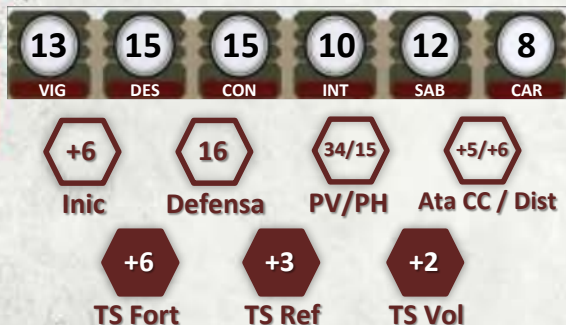 13 15 15 10 12 8
VIG DES CON INT SAB CAR
+6 16 34/15 +5/+6
Inic Defensa PV/PH Ata CC / Dist
+6 +3 +2
TS Fort TS Ref TS Vol